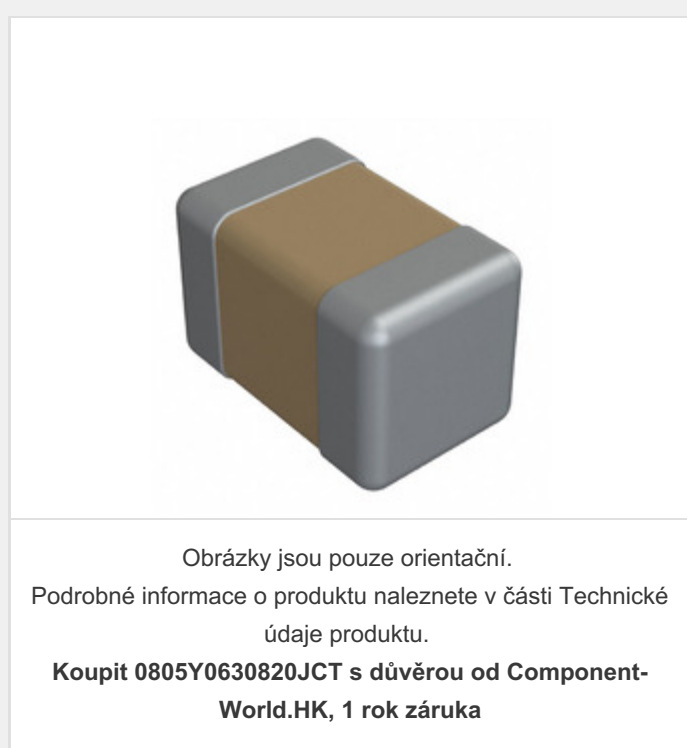 Obrázky jsou pouze orientační.
Podrobné informace o produktu naleznete v části Technické
údaje produktu.
Koupit 0805Y0630820JCT s důvěrou od Component-
World.HK, 1 rok záruka